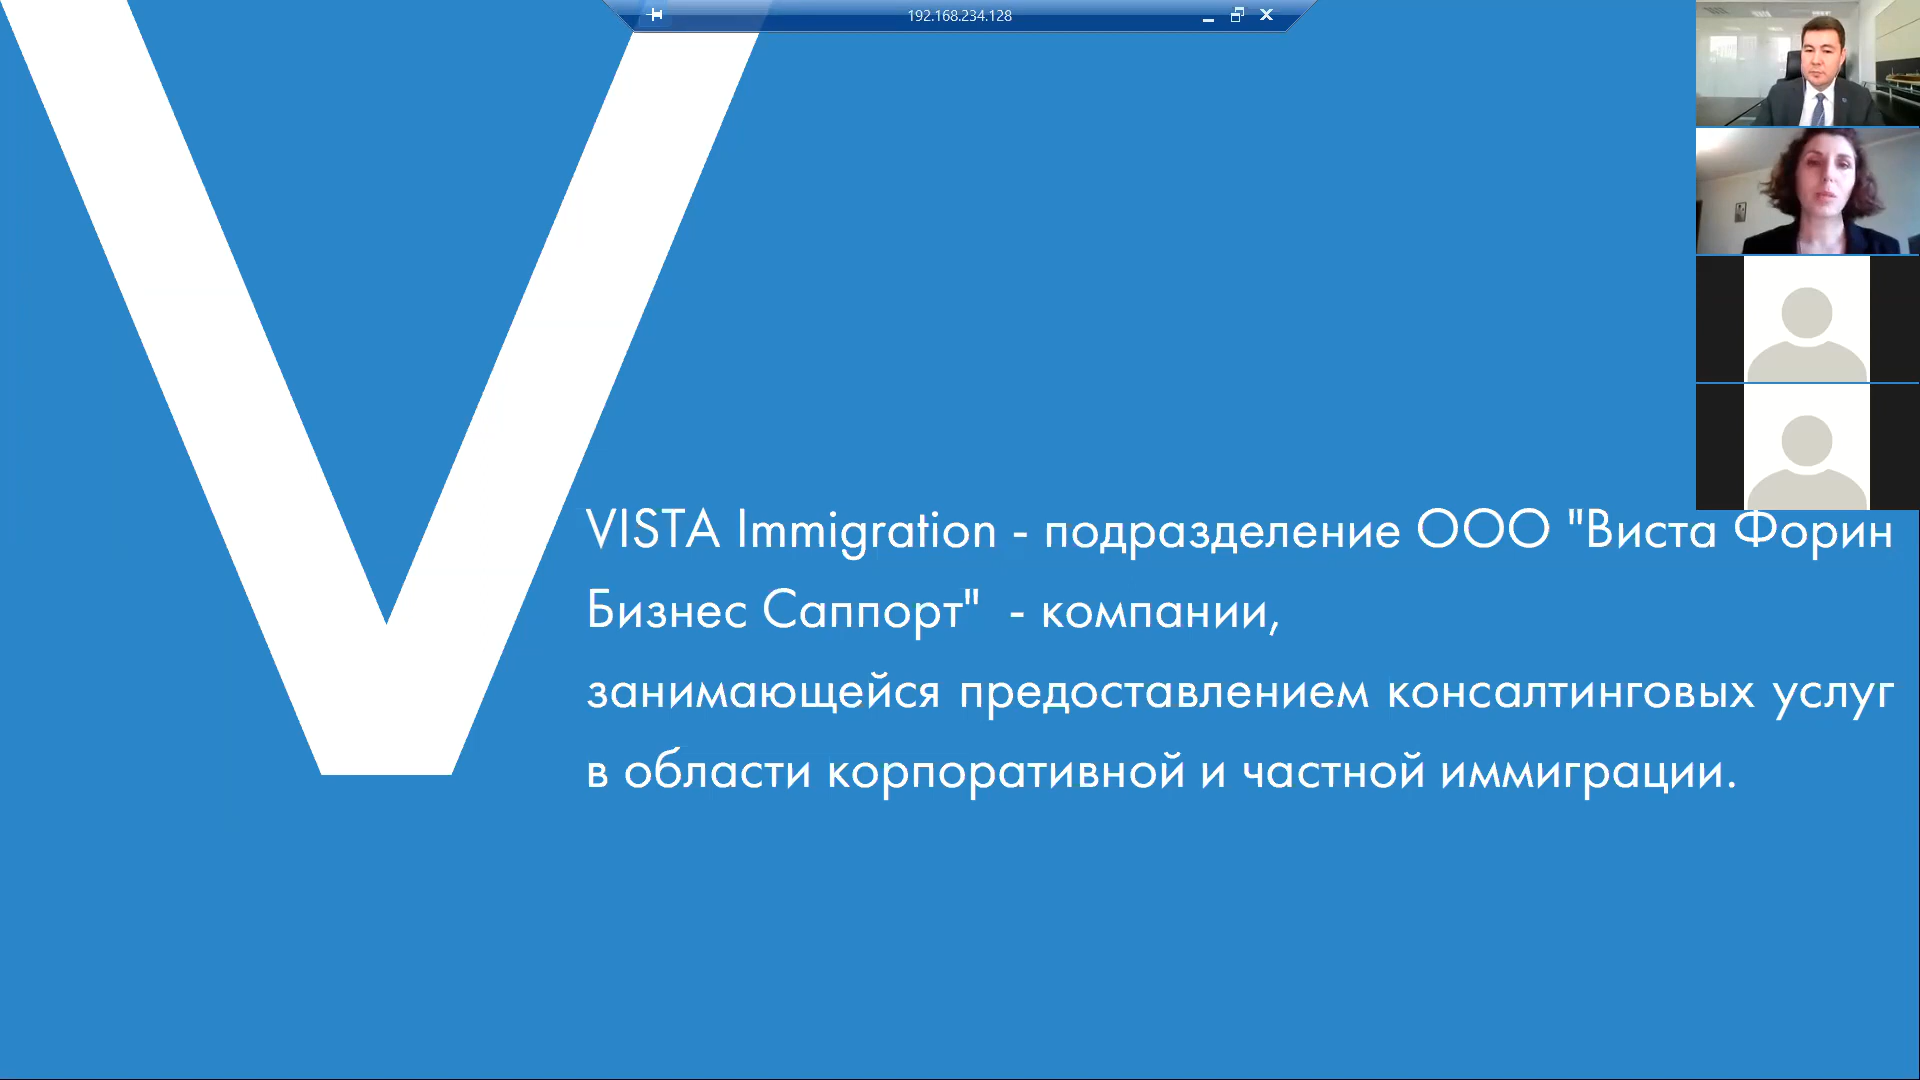 192.168.234.128
VISTA Immigration - подразделение ООО "Виста Форин
Бизнес Саппорт"  - компании,
занимающейся предоставлением консалтинговых услуг
в области корпоративной и частной иммиграции.